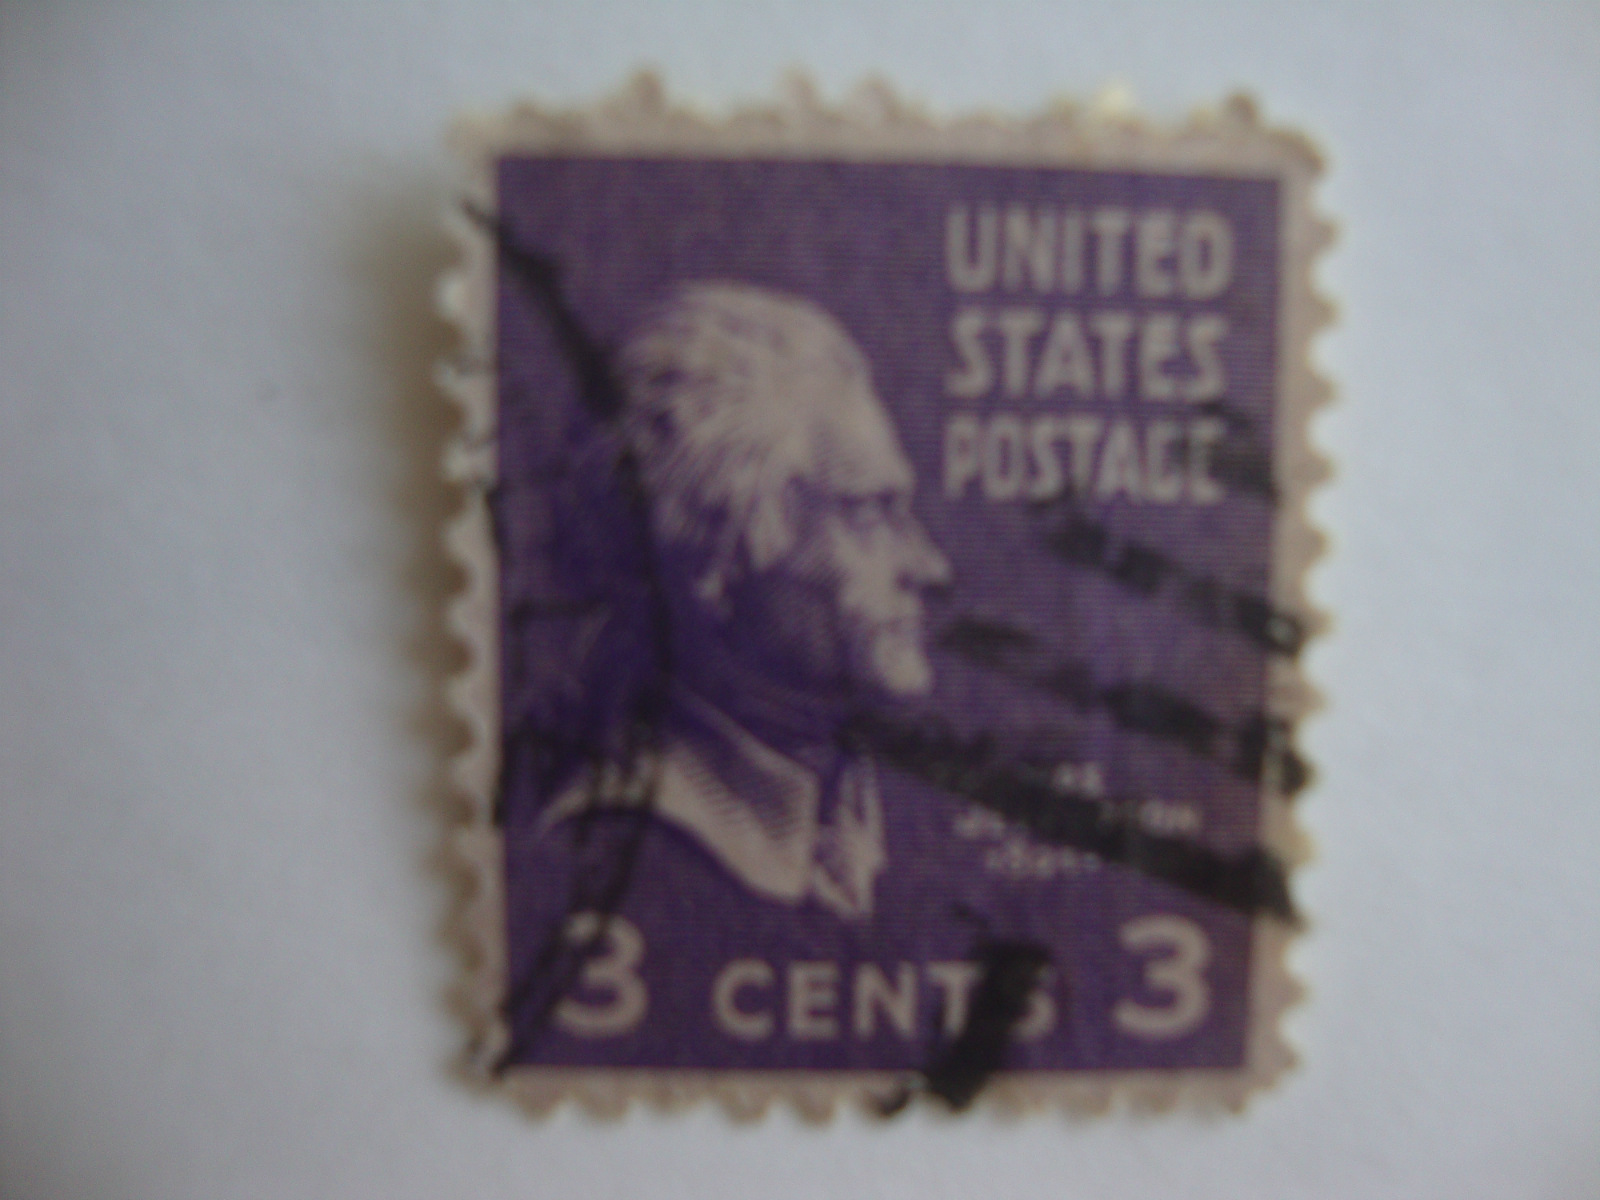 UNITED
STATES
POSTAGE
3 CENTS 3